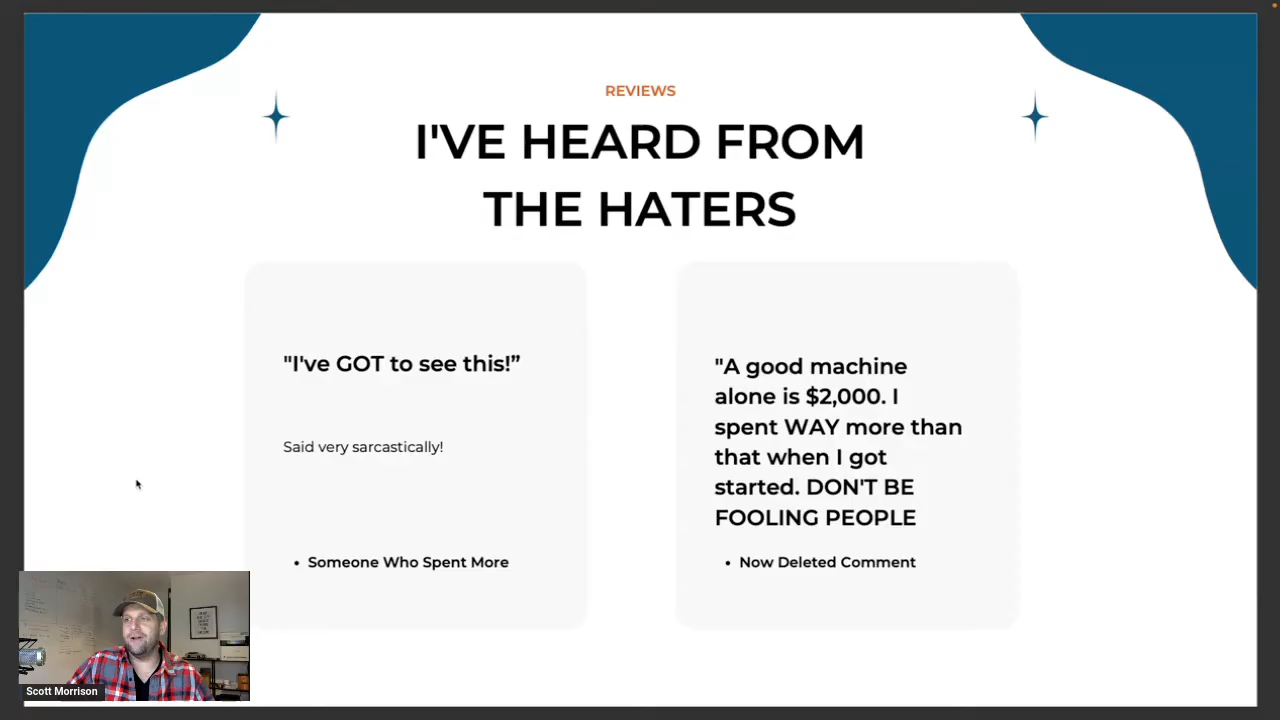 REVIEWS
I'VE HEARD FROM
THE HATERS
"I've GOT to see this!”
Said very sarcastically!
• Someone Who Spent More
"A good machine
alone is $2,000. I
spent WAY more than
that when I got
started. DON'T BE
FOOLING PEOPLE
• Now Deleted Comment
Scott Morrison